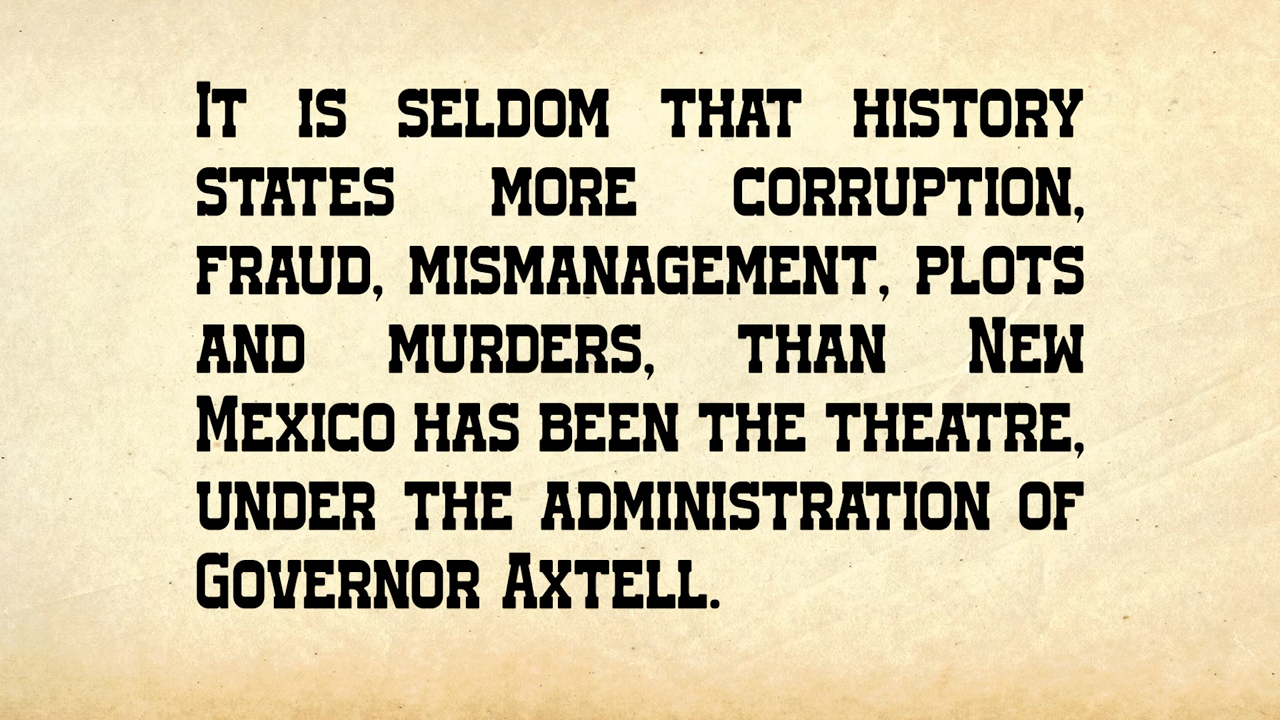 It is seldom that history
states more corruption,
fraud, mismanagement, plots
and murders, than New
Mexico has been the theatre,
under the administration of
Governor Axtell.